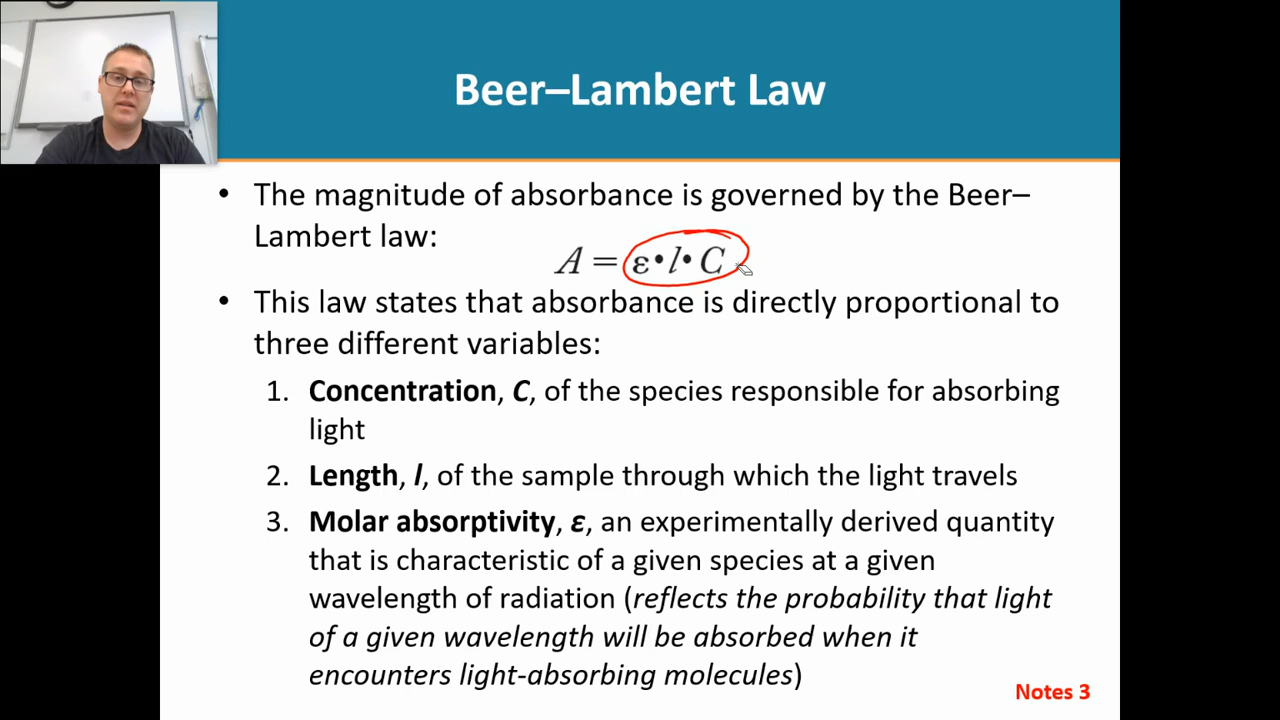 Beer–Lambert Law
• The magnitude of absorbance is governed by the Beer–
Lambert law:
A = ε•l•C
• This law states that absorbance is directly proportional to
three different variables:
1. Concentration, C, of the species responsible for absorbing
light
2. Length, l, of the sample through which the light travels
3. Molar absorptivity, ε, an experimentally derived quantity
that is characteristic of a given species at a given
wavelength of radiation (reflects the probability that light
of a given wavelength will be absorbed when it
encounters light-absorbing molecules)
Notes 3